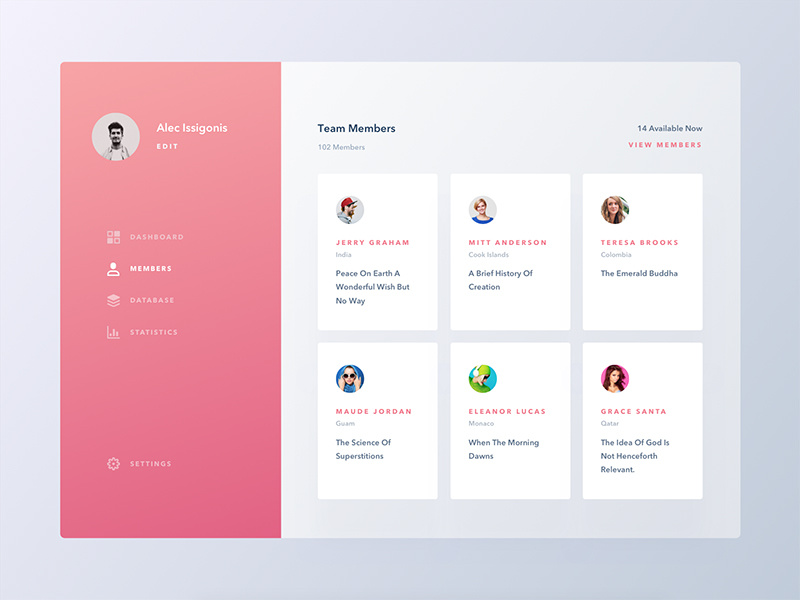 Alec Issigonis
EDIT
DASHBOARD
MEMBERS
DATABASE
STATISTICS
SETTINGS
Team Members
102 Members
14 Available Now
VIEW MEMBERS
JERRY GRAHAM
India
Peace On Earth A
Wonderful Wish But
No Way
MITT ANDERSON
Cook Islands
A Brief History Of
Creation
TERESA BROOKS
Colombia
The Emerald Buddha
MAUDE JORDAN
Guam
The Science Of
Superstitions
ELEANOR LUCAS
Monaco
When The Morning
Dawns
GRACE SANTA
Qatar
The Idea Of God Is
Not Henceforth
Relevant.